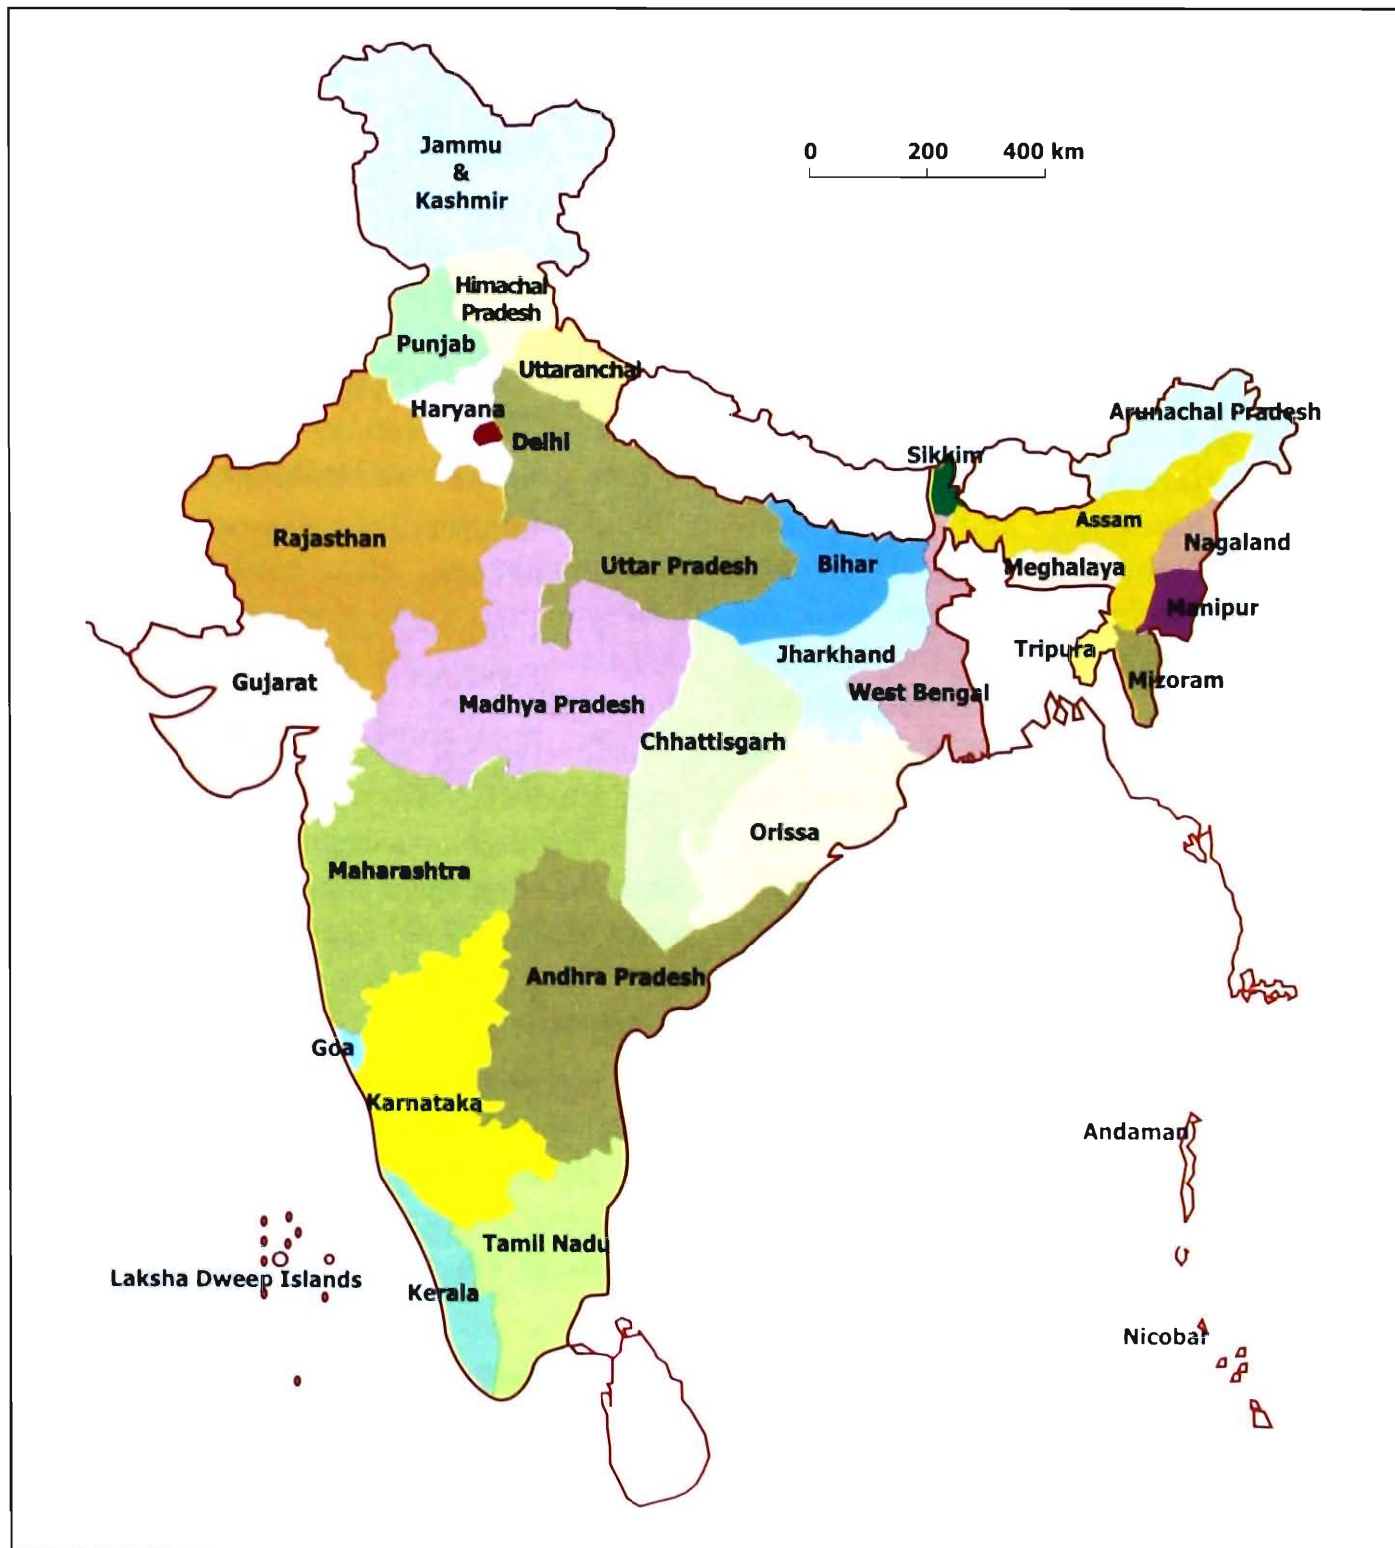 Jammu
&
Kashmir
0 200 400 km
Himachal
Pradesh
Punjab
Uttaranchal
Haryana
Delhi
Arunachal Pradesh
Sikkim
Assam
Rajasthan
Nagaland
Uttar Pradesh
Bihar
Meghalaya
Manipur
Jharkhand
Tripura
Gujarat
West Bengal
Mizoram
Madhya Pradesh
Chhattisgarh
Orissa
Maharashtra
Andhra Pradesh
Goa
Karnataka
Andaman
Tamil Nadu
Laksha Dweep Islands
Kerala
Nicobar